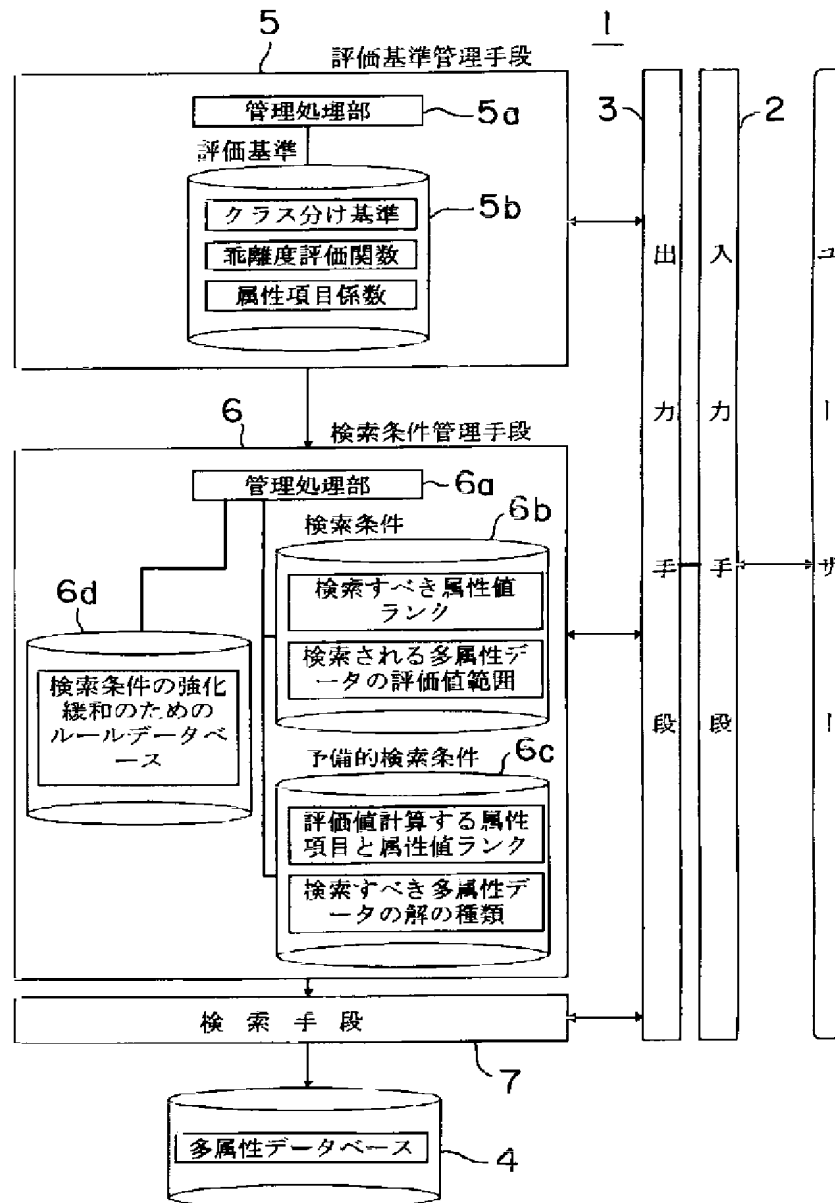 1
5
評価基準管理手段
管理処理部
5a
評価基準
5b
クラス分け基準
乖離度評価関数
属性項目係数
3
2
出力手段
入力手段
ユーザー
6
検索条件管理手段
管理処理部
6a
検索条件
6b
検索すべき属性値
ランク
検索される多属性デ
ータの評価値範囲
6d
検索条件の強化
緩和のための
ルールデータベ
ース
予備的検索条件
6c
評価値計算する属性
項目と属性値ランク
検索すべき多属性デ
ータの解の種類
検索手段
7
多属性データベース
4